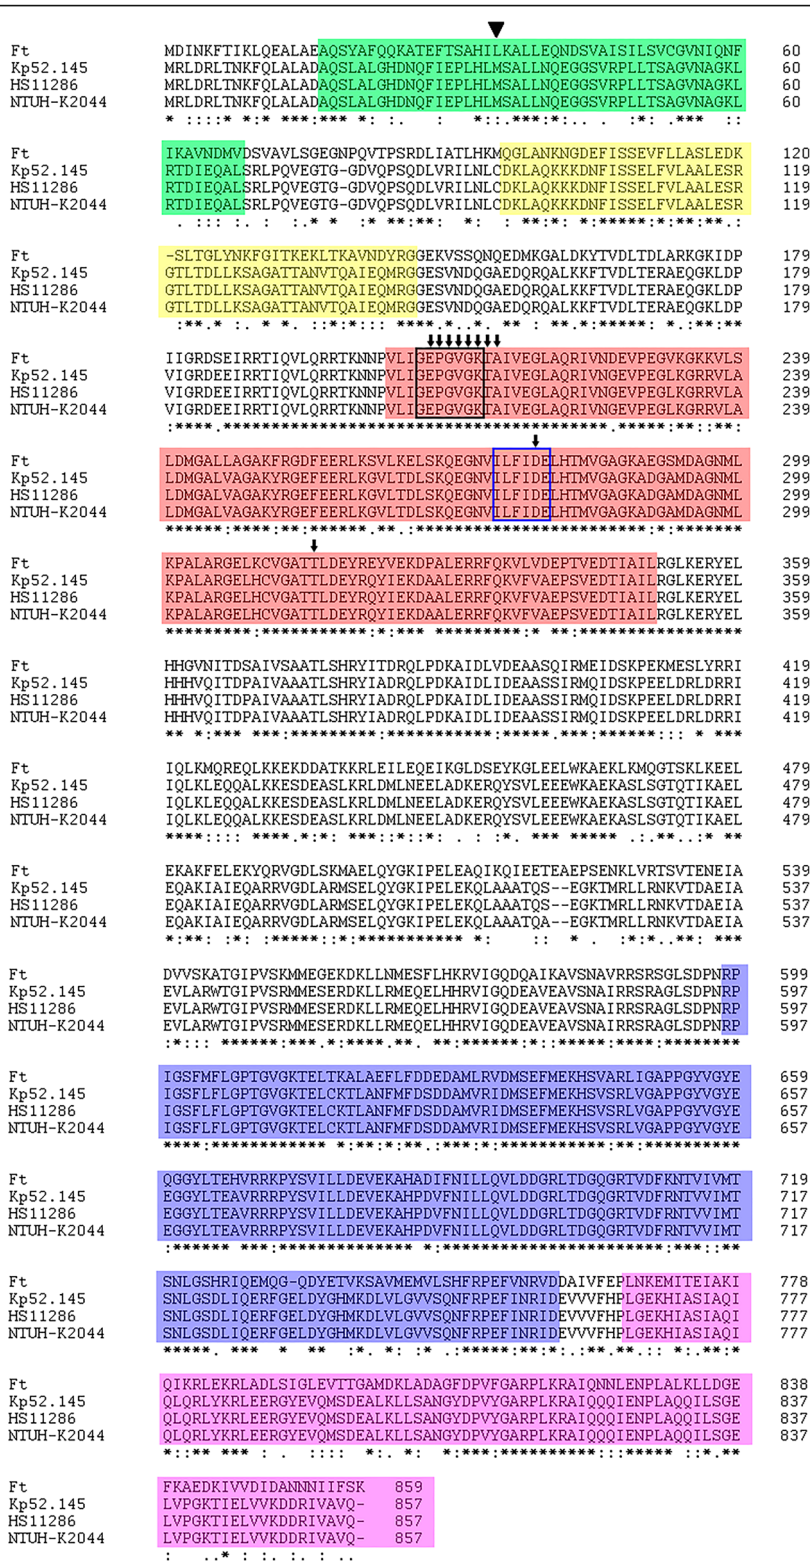 Ft MDINKFTIKLQEALAEAQSYAFQQKATEFTSAHILKALLEQNDSVAISILSVCGVNIQNF 60
Kp52.145 MRLDRLTNKFQLALADAQSLALGHDNQFIEPLHLMSALLNQEGGSVRPLLTSAGVNAGKL 60
HS11286 MRLDRLTNKFQLALADAQSLALGHDNQFIEPLHLMSALLNQEGGSVRPLLTSAGVNAGKL 60
NTUH-K2044 MRLDRLTNKFQLALADAQSLALGHDNQFIEPLHLMSALLNQEGGSVRPLLTSAGVNAGKL 60
Ft IKAVNDMVDSVAVLSGEGNPQVTPSRDLIATLHKMQGLANKNGDEFISSEVFLLASLEDK 120
Kp52.145 RTDIEQALSRLPQVEGTG-GDVQPSQDLVRILNLCDKLAQKKKDNFISSELFVLAALESR 119
HS11286 RTDIEQALSRLPQVEGTG-GDVQPSQDLVRILNLCDKLAQKKKDNFISSELFVLAALESR 119
NTUH-K2044 RTDIEQALSRLPQVEGTG-GDVQPSQDLVRILNLCDKLAQKKKDNFISSELFVLAALESR 119
Ft -SLTGLYNKFGITKEKLTKAVNDYRGGEKVSSQNQEDMKGALDKYTVDLTDLARKGKIDP 179
Kp52.145 GTLTDLLKSAGATTANVTQAIEQMRGGESVNDQGAEDQRQALKKFTVDLTERAEQGKLDP 179
HS11286 GTLTDLLKSAGATTANVTQAIEQMRGGESVNDQGAEDQRQALKKFTVDLTERAEQGKLDP 179
NTUH-K2044 GTLTDLLKSAGATTANVTQAIEQMRGGESVNDQGAEDQRQALKKFTVDLTERAEQGKLDP 179
Ft IIGRDSEIRRTIQVLQRRTKNNPVLIGEPGVGKTAIVEGLAQRIVNDEVPEGVKGKKVLS 239
Kp52.145 VIGRDEEIRRTIQVLQRRTKNNPVLIGEPGVGKTAIVEGLAQRIVNGEVPEGLKGRRVLA 239
HS11286 VIGRDEEIRRTIQVLQRRTKNNPVLIGEPGVGKTAIVEGLAQRIVNGEVPEGLKGRRVLA 239
NTUH-K2044 VIGRDEEIRRTIQVLQRRTKNNPVLIGEPGVGKTAIVEGLAQRIVNGEVPEGLKGRRVLA 239
Ft LDMGALLAGAKFRGDFEERLKSVLKELSKQEGNVILFIDELHTMVGAGKAEGSMDAGNML 299
Kp52.145 LDMGALVAGAKYRGEFEERLKGVLTDLSKQEGNVILFIDELHTMVGAGKADGAMDAGNML 299
HS11286 LDMGALVAGAKYRGEFEERLKGVLTDLSKQEGNVILFIDELHTMVGAGKADGAMDAGNML 299
NTUH-K2044 LDMGALVAGAKYRGEFEERLKGVLTDLSKQEGNVILFIDELHTMVGAGKADGAMDAGNML 299
Ft KPALARGELKCVGATTLDEYREYVEKDPALERRFQKVLVDEPTVEDTIAILRGLKERYEL 359
Kp52.145 KPALARGELHCVGATTLDEYRQYIEKDAALERRFQKVFVAEPSVEDTIAILRGLKERYEL 359
HS11286 KPALARGELHCVGATTLDEYRQYIEKDAALERRFQKVFVAEPSVEDTIAILRGLKERYEL 359
NTUH-K2044 KPALARGELHCVGATTLDEYRQYIEKDAALERRFQKVFVAEPSVEDTIAILRGLKERYEL 359
Ft HHGVNITDSAIVSAATLSHRYITDRQLPDKAIDLVDEAASQIRMEIDSKPEKMESLYRRI 419
Kp52.145 HHHVQITDPAIVAAATLSHRYIADRQLPDKAIDLIDEAASSIRMQIDSKPEELDRLDRRI 419
HS11286 HHHVQITDPAIVAAATLSHRYIADRQLPDKAIDLIDEAASSIRMQIDSKPEELDRLDRRI 419
NTUH-K2044 HHHVQITDPAIVAAATLSHRYIADRQLPDKAIDLIDEAASSIRMQIDSKPEELDRLDRRI 419
Ft IQLKMQREQLKKEKDDATKKRLEILEQEIKGLDSEYKGLEELWKAEKLKMQGTSKLKEEL 479
Kp52.145 IQLKLEQQALKKESDEASLKRLDMLNEELADKERQYSVLEEEWKAEKASLSGTQTIKAEL 479
HS11286 IQLKLEQQALKKESDEASLKRLDMLNEELADKERQYSVLEEEWKAEKASLSGTQTIKAEL 479
NTUH-K2044 IQLKLEQQALKKESDEASKRLDMLNEELADKERQYSVLEEEWKAEKASLSGTQTIKAEL 479
Ft EKAKFELEKYQRVGDLSKMAELQYGKIPELEAQIKQIEETEAEPSENKLVRTSVTENEIA 539
Kp52.145 EQAKIAIEQARRVGDLARMSELQYGKIPELEKQLAAATQS--EGKTMRLLRNKVTDAEIA 537
HS11286 EQAKIAIEQARRVGDLARMSELQYGKIPELEKQLAAATQS--EGKTMRLLRNKVTDAEIA 537
NTUH-K2044 EQAKIAIEQARRVGDLARMSELQYGKIPELEKQLAAATQA--EGKTMRLLRNKVTDAEIA 537
Ft DVVSKATGIPVSKMMEGEKDKLLNMESFLHKRVIGQDQAIKAVSNAVRRSRSGLSDPNRP 599
Kp52.145 EVLARWTGIPVSRMMESERDKLLRMEQELHHRVIGQDEAVEAVSNAIRRSRAGLSDPNRP 597
HS11286 EVLARWTGIPVSRMMESERDKLLRMEQELHHRVIGQDEAVEAVSNAIRRSRAGLSDPNRP 597
NTUH-K2044 EVLARWTGIPVSRMMESERDKLLRMEQELHHRVIGQDEAVEAVSNAIRRSRAGLSDPNRP 597
Ft IGSFMFLGPTGVGKTELTKALAEFLFDDEDAMLRVDMSEFMEKHSVARLIGAPPGYVGYE 659
Kp52.145 IGSFLFLGPTGVGKTELCKTLANFMFDSDDAMVRIDMSEFMEKHSVSRLVGAPPGYVGYE 657
HS11286 IGSFLFLGPTGVGKTELCKTLANFMFDSDDAMVRIDMSEFMEKHSVSRLVGAPPGYVGYE 657
NTUH-K2044 IGSFLFLGPTGVGKTELCKTLANFMFDSDDAMVRIDMSEFMEKHSVSRLVGAPPGYVGYE 657
Ft QGGYLTEHVRRKPYSVILLDEVEKAHADIFNILLQVLDDGRLTDGQGRTVDFKNTVIVMT 719
Kp52.145 EGGYLTEAVRRRPYSVILLDEVEKAHPDVFNILLQVLDDGRLTDGQGRTVDFRNTVVIMT 717
HS11286 EGGYLTEAVRRRPYSVILLDEVEKAHPDVFNILLQVLDDGRLTDGQGRTVDFRNTVVIMT 717
NTUH-K2044 EGGYLTEAVRRRPYSVILLDEVEKAHPDVFNILLQVLDDGRLTDGQGRTVDFRNTVVIMT 717
Ft SNLGSHRIQEMQG-QDYETVKSAVMEMVLSHFRPEFVNRVDDAIVFEPLNKEMITEIAKI 778
Kp52.145 SNLGSDLIQERFGELDYGHMKDLVLGVVSQNFRPEFINRIDEVVVFHPLGEKHIASIAQI 777
HS11286 SNLGSDLIQERFGELDYGHMKDLVLGVVSQNFRPEFINRIDEVVVFHPLGEKHIASIAQI 777
NTUH-K2044 SNLGSDLIQERFGELDYGHMKDLVLGVVSQNFRPEFINRIDEVVVFHPLGEKHIASIAQI 777
Ft QIKRLEKRLADLSIGLEVTTGAMDKLADAGFDPVFGARPLKRAIQNNLENPLALKLLDGE 838
Kp52.145 QLQRLYKRLEERGYEVQMSDEALKLLSANGYDPVYGARPLKRAIQQQIENPLAQQILSGE 837
HS11286 QLQRLYKRLEERGYEVQMSDEALKLLSANGYDPVYGARPLKRAIQQQIENPLAQQILSGE 837
NTUH-K2044 QLQRLYKRLEERGYEVQMSDEALKLLSANGYDPVYGARPLKRAIQQQIENPLAQQILSGE 837
Ft FKAEDKIVVDIDANNNIIFSK 859
Kp52.145 LVPGKTIELVVKDDRIVAVQ- 857
HS11286 LVPGKTIELVVKDDRIVAVQ- 857
NTUH-K2044 LVPGKTIELVVKDDRIVAVQ- 857